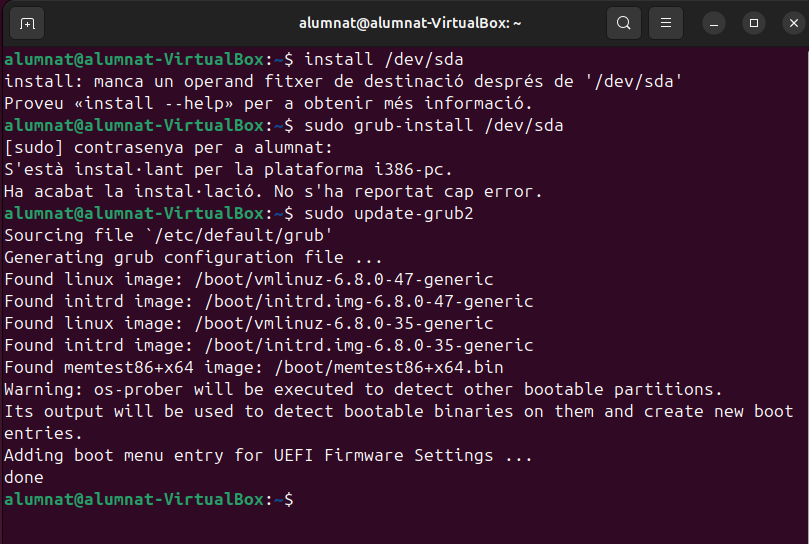 alumnat@alumnat-VirtualBox: ~
alumnat@alumnat-VirtualBox:~$ install /dev/sda
install: manca un operand fitxer de destinació després de '/dev/sda'
Proveu «install --help» per a obtenir més informació.
alumnat@alumnat-VirtualBox:~$ sudo grub-install /dev/sda
[sudo] contrasenya per a alumnat:
S'està instal·lant per la plataforma i386-pc.
Ha acabat la instal·lació. No s'ha reportat cap error.
alumnat@alumnat-VirtualBox:~$ sudo update-grub2
Sourcing file `/etc/default/grub'
Generating grub configuration file ...
Found linux image: /boot/vmlinuz-6.8.0-47-generic
Found initrd image: /boot/initrd.img-6.8.0-47-generic
Found linux image: /boot/vmlinuz-6.8.0-35-generic
Found initrd image: /boot/initrd.img-6.8.0-35-generic
Found memtest86+x64 image: /boot/memtest86+x64.bin
Warning: os-prober will be executed to detect other bootable partitions.
Its output will be used to detect bootable binaries on them and create new boot
entries.
Adding boot menu entry for UEFI Firmware Settings ...
done
alumnat@alumnat-VirtualBox:~$